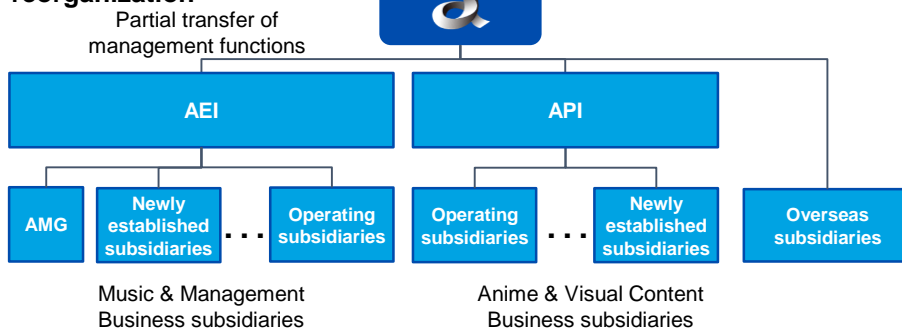 reorganization
Partial transfer of
management functions
a
AEI
API
AMG
Newly
established
subsidiaries
...
Operating
subsidiaries
Operating
subsidiaries
...
Newly
established
subsidiaries
Overseas
subsidiaries
Music & Management
Business subsidiaries
Anime & Visual Content
Business subsidiaries